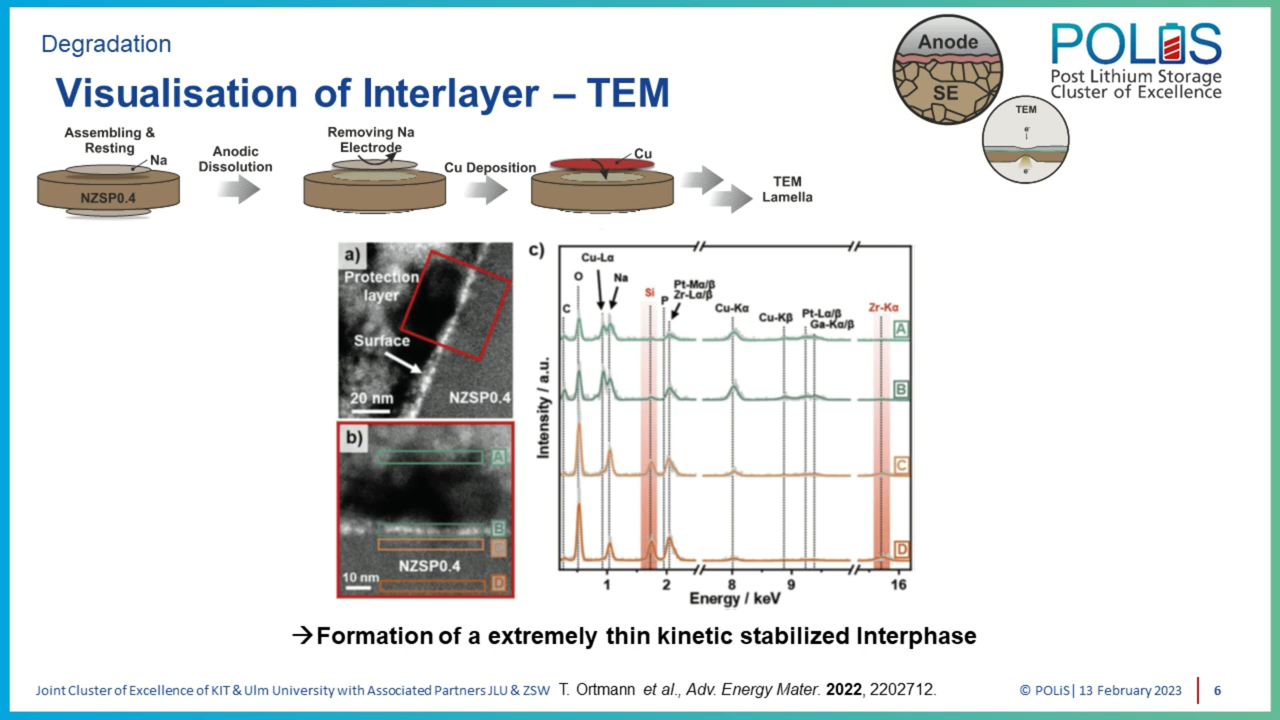 Degradation
Visualisation of Interlayer – TEM
Anode
SE
TEM
e⁻
e⁻
POLiS
Post Lithium Storage
Cluster of Excellence
Assembling &
Resting
Na
NZSP0.4
Anodic
Dissolution
Removing Na
Electrode
Cu Deposition
Cu
TEM
Lamella
a)
Protection
layer
Surface
20 nm
NZSP0.4
b)
A
B
C
NZSP0.4
10 nm
D
c)
Intensity / a.u.
C
O
Cu-Lα
Na
Si
P
Pt-Mα/β
Zr-Lα/β
Cu-Kα
Cu-Kβ
Pt-Lα/β
Ga-Kα/β
Zr-Kα
A
B
C
D
1
2
8
9
16
Energy / keV
→Formation of a extremely thin kinetic stabilized Interphase
Joint Cluster of Excellence of KIT & Ulm University with Associated Partners JLU & ZSW
T. Ortmann et al., Adv. Energy Mater. 2022, 2202712.
© POLiS | 13 February 2023
6